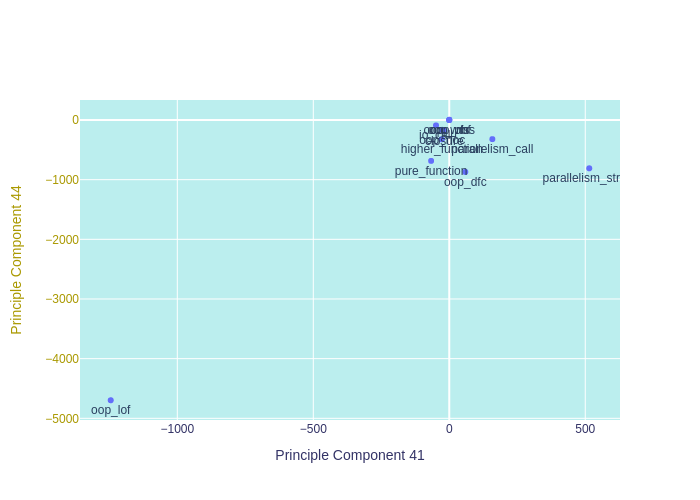 0
−1000
−2000
−3000
−4000
−5000
Principle Component 44
closure
higher_function
parallelism_call
pure_function
oop_dfc
parallelism_str
oop_lof
−1000
−500
0
500
Principle Component 41